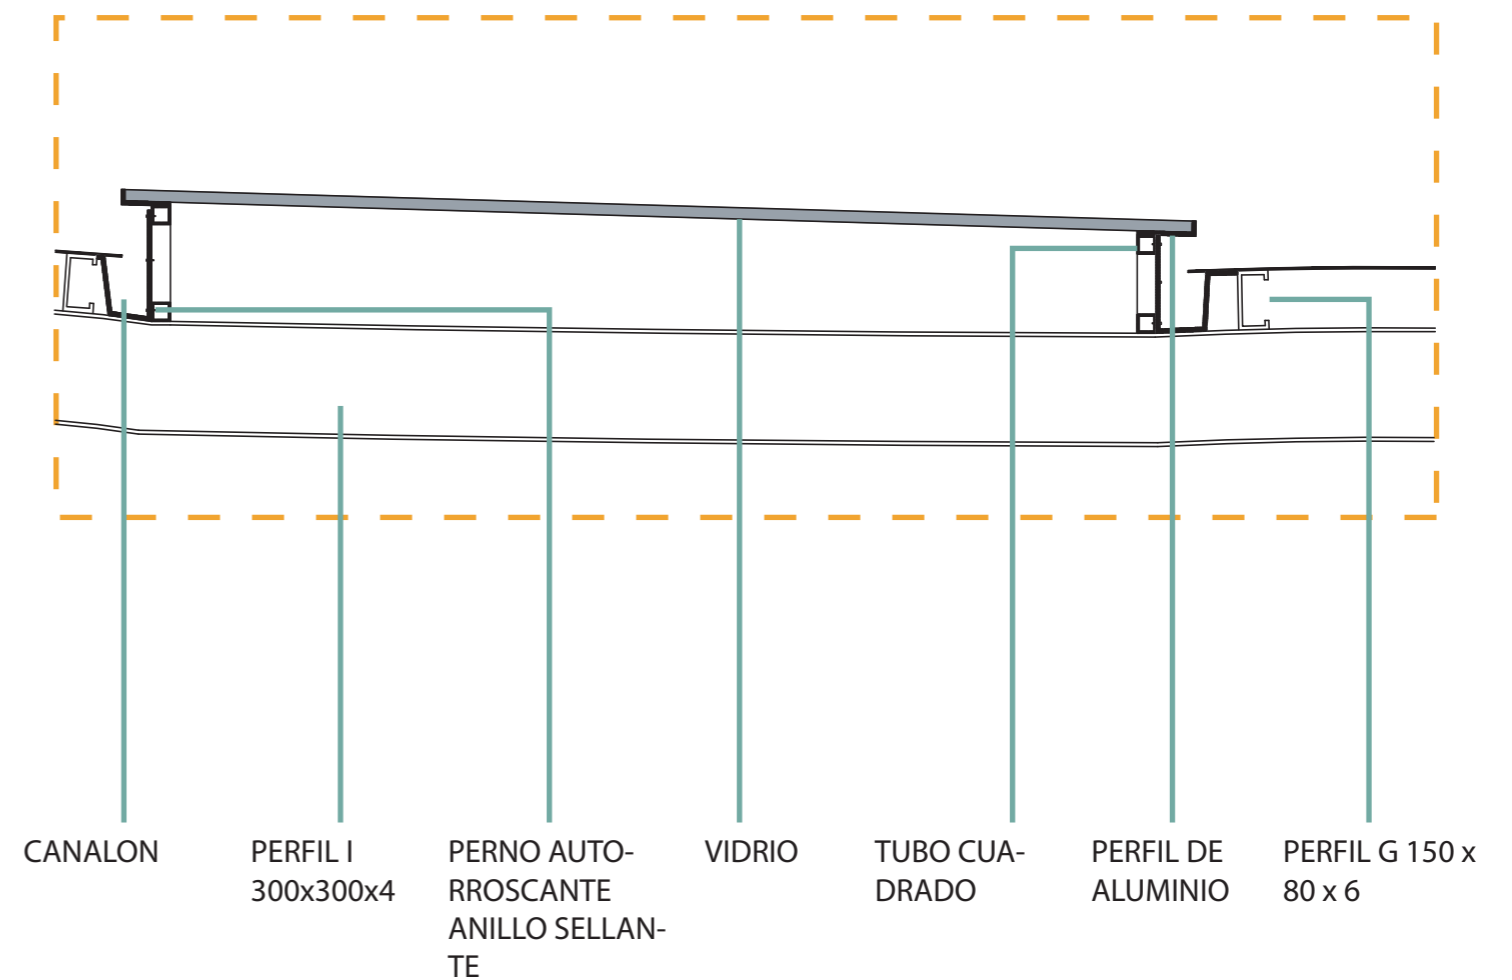 CANALON
PERFIL I
300x300x4
PERNO AUTO-
RROSCANTE
ANILLO SELLAN-
TE
VIDRIO
TUBO CUA-
DRADO
PERFIL DE
ALUMINIO
PERFIL G 150 x
80 x 6